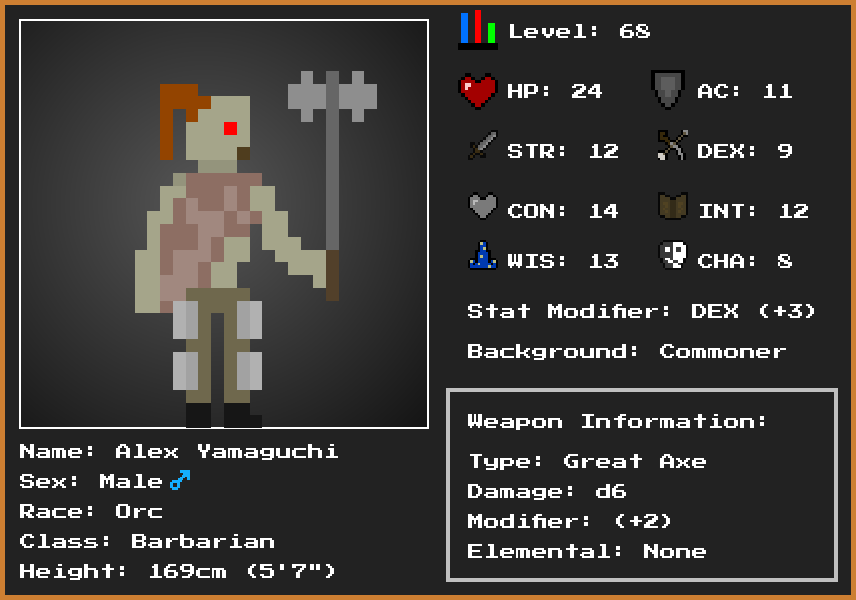 Level: 68
HP: 24 AC: 11
STR: 12 DEX: 9
CON: 14 INT: 12
WIS: 13 CHA: 8
Stat Modifier: DEX (+3)
Background: Commoner
Weapon Information:
Type: Great Axe
Damage: d6
Modifier: (+2)
Elemental: None
Name: Alex Yamaguchi
Sex: Male♂
Race: Orc
Class: Barbarian
Height: 169cm (5'7")